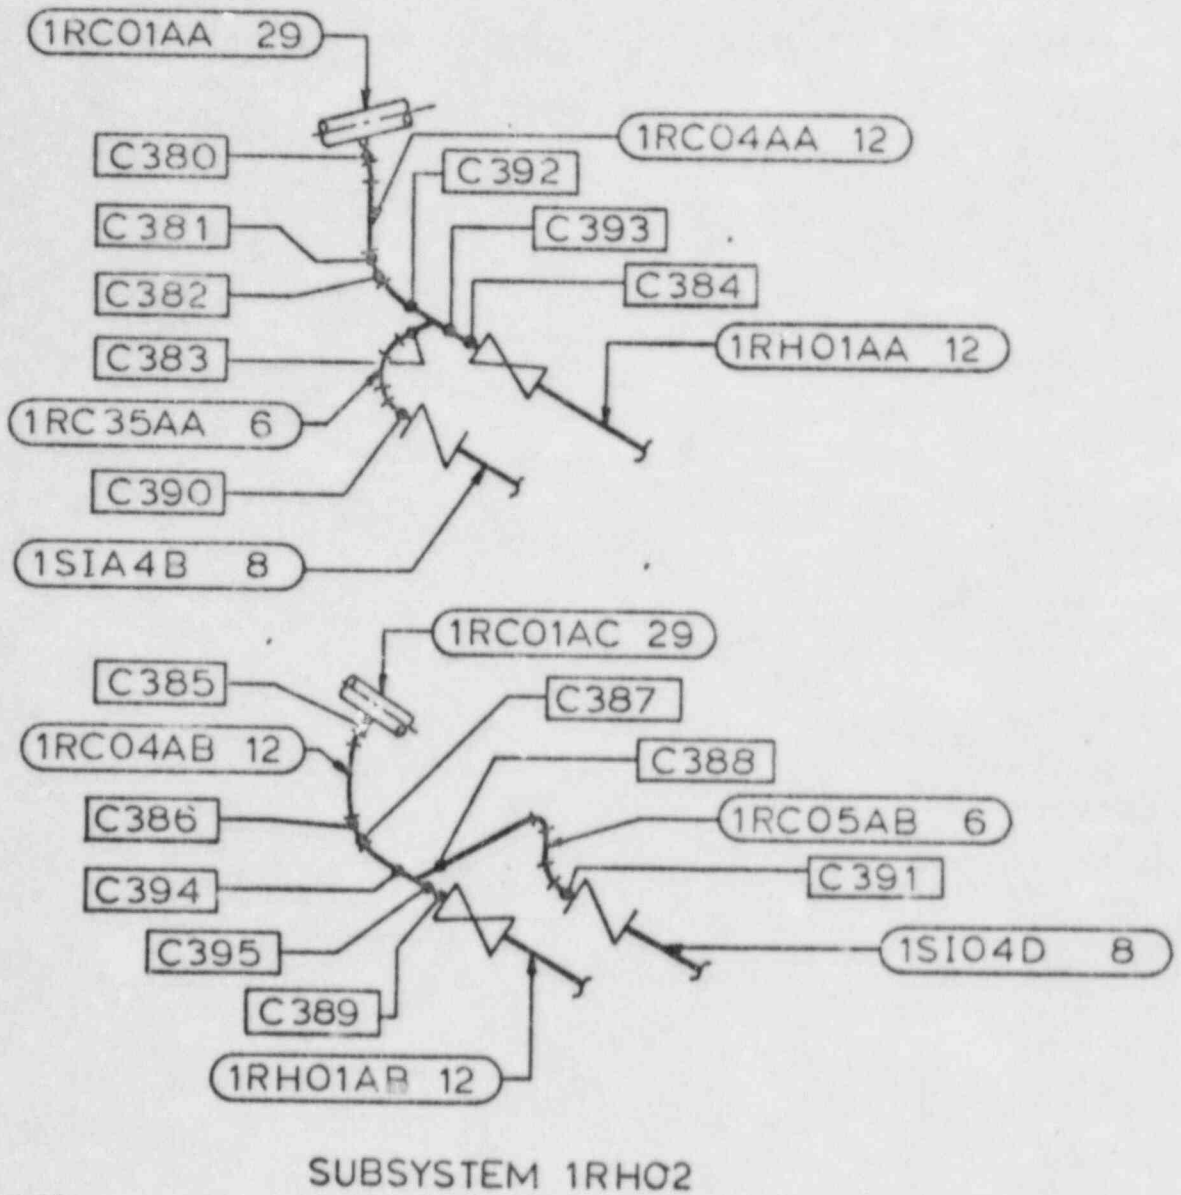 1RC01AA 29
1RC04AA 12
C380
C392
C381
C393
C382
C384
C383
1RH01AA 12
1RC35AA 6
C390
1SIA4B 8
1RC01AC 29
C385
C387
1RC04AB 12
C388
C386
1RC05AB 6
C394
C391
C395
1SI04D 8
C389
1RH01AB 12
SUBSYSTEM 1RH02